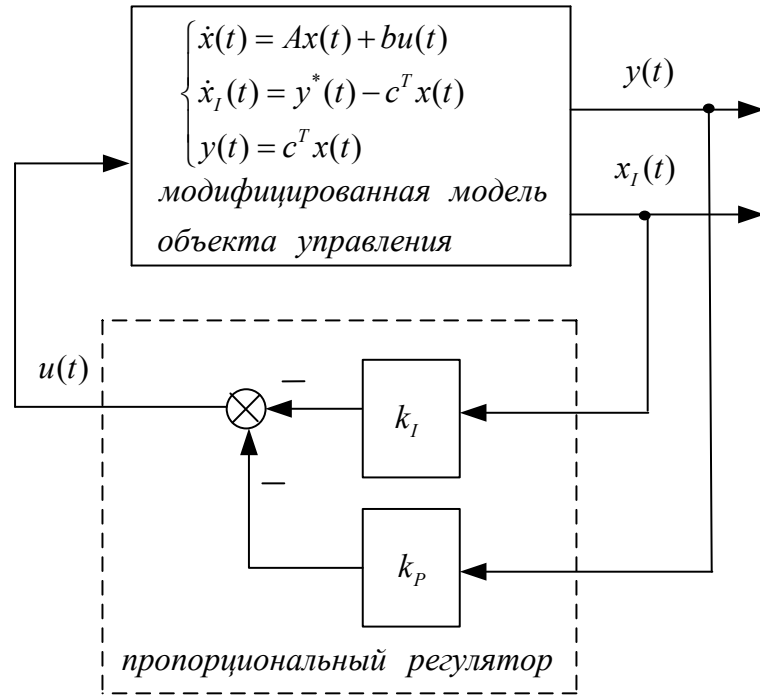 ẋ(t) = Ax(t) + bu(t)
ẋ_I(t) = y^*(t) − c^T x(t)
y(t) = c^T x(t)
модифицированная модель
объекта управления
y(t)
x_I(t)
u(t)
−
k_I
−
k_P
пропорциональный регулятор